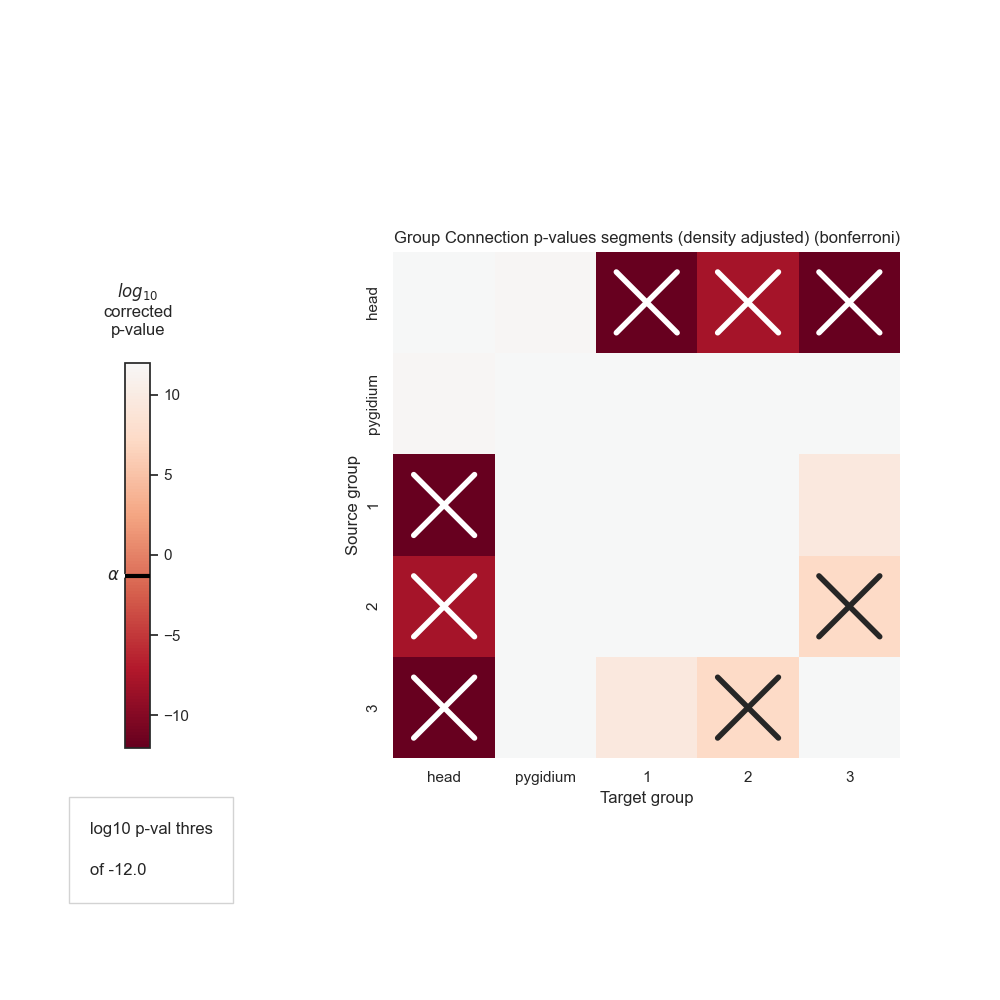 Group Connection p-values segments (density adjusted) (bonferroni)
log₁₀
corrected
p-value
10
5
0
α
−5
−10
Source group
head
pygidium
1
2
3
head pygidium 1 2 3
Target group
log10 p-val thres
of -12.0